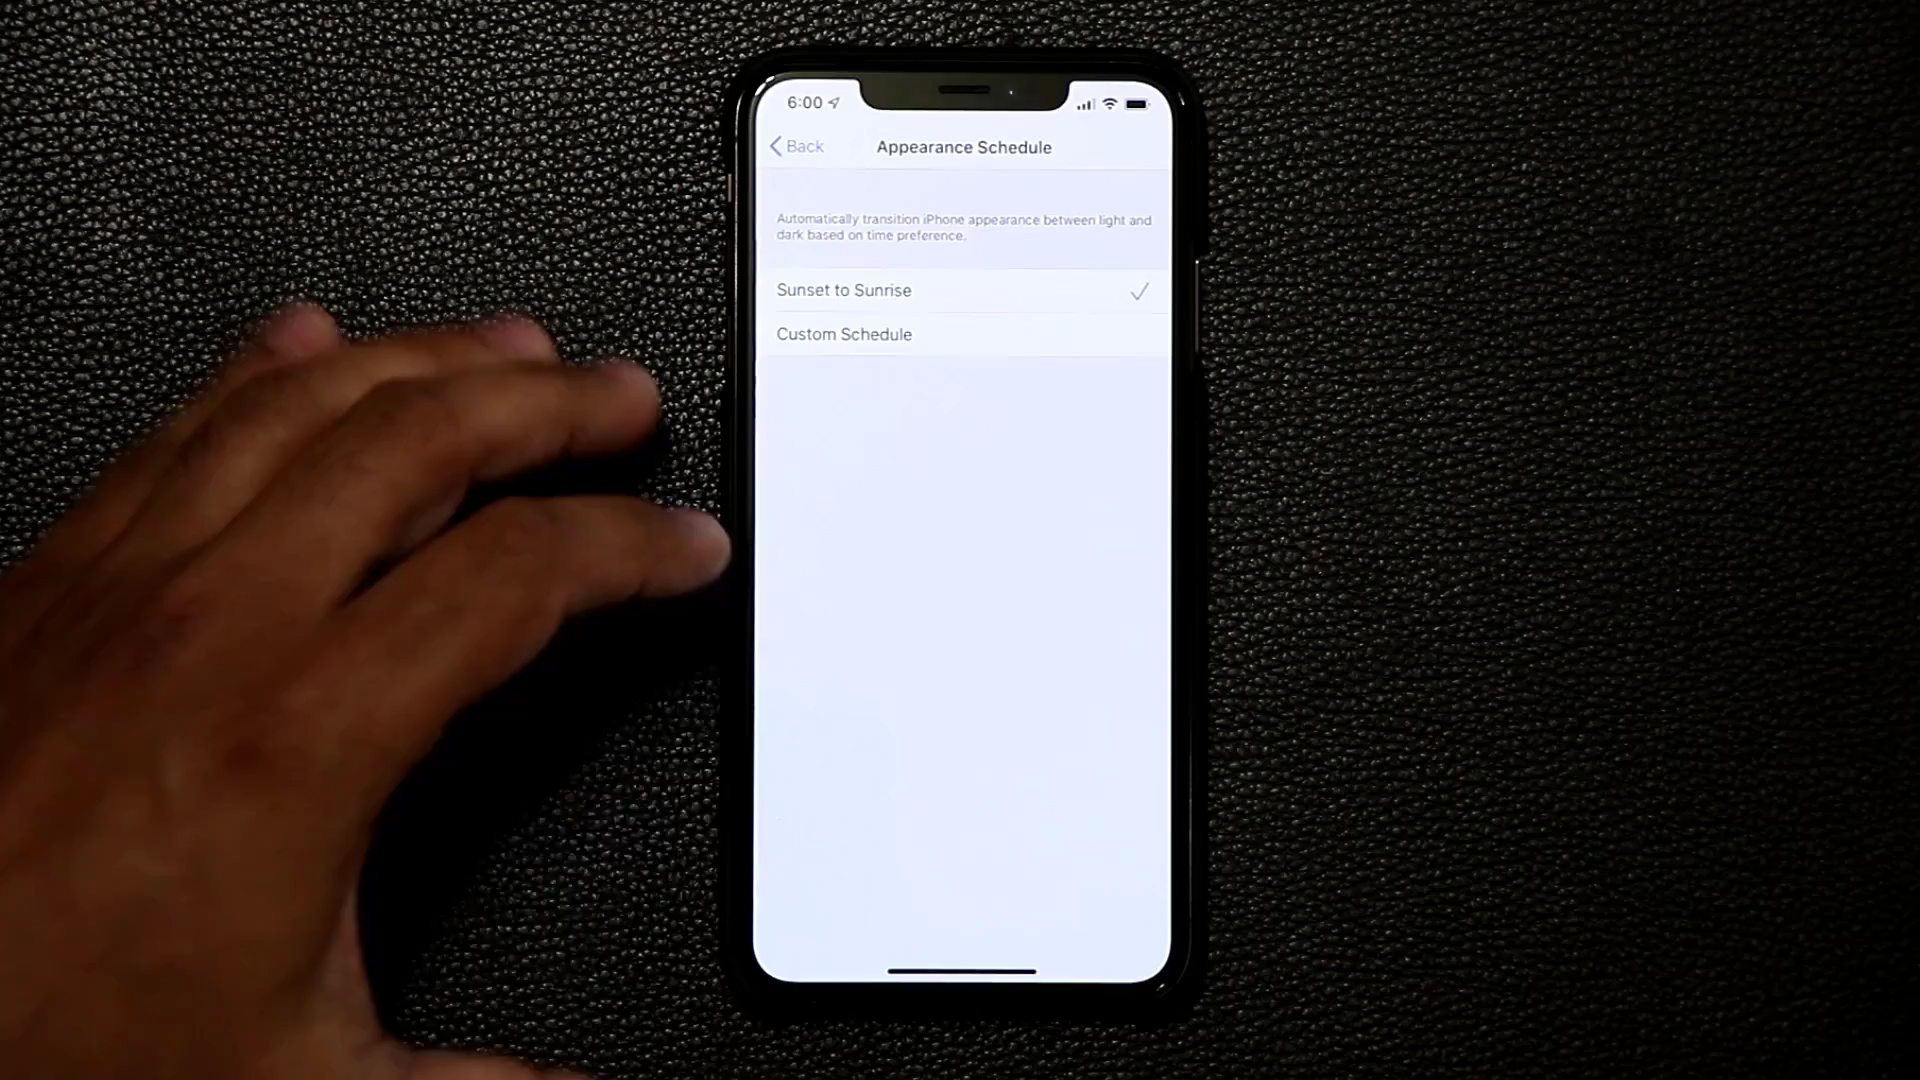 6:00
Back
Appearance Schedule
Automatically transition iPhone appearance between light and
dark based on time preference.
Sunset to Sunrise
Custom Schedule